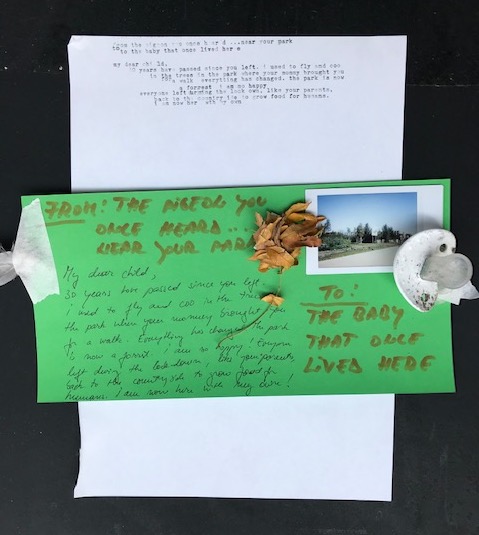 from the pigeon you once heard ...near your park
to to the baby that once lived here
my dear child,
30 years have passed since you left. i used to fly and coo
in the trees in the park where your mommy brought you
walk everything has changed. the park is now
a forrest i am so happy
everyone left during the lock down, like your parents,
back to the country side to grow food for humans.
i am now here with my own
FROM: THE PIGEON YOU
ONCE HEARD...
NEAR YOUR PARK
My dear child,
30 years have passed since you left.
I used to fly and coo in the trees in
the park when your mummy brought you
for a walk. Everything has changed. The park
is now a forest. I am so happy! Everyone
left during the lock down, like your parents,
back to the countryside to grow food for
humans. I am now here with my love!
TO:
THE BABY
THAT ONCE
LIVED HERE